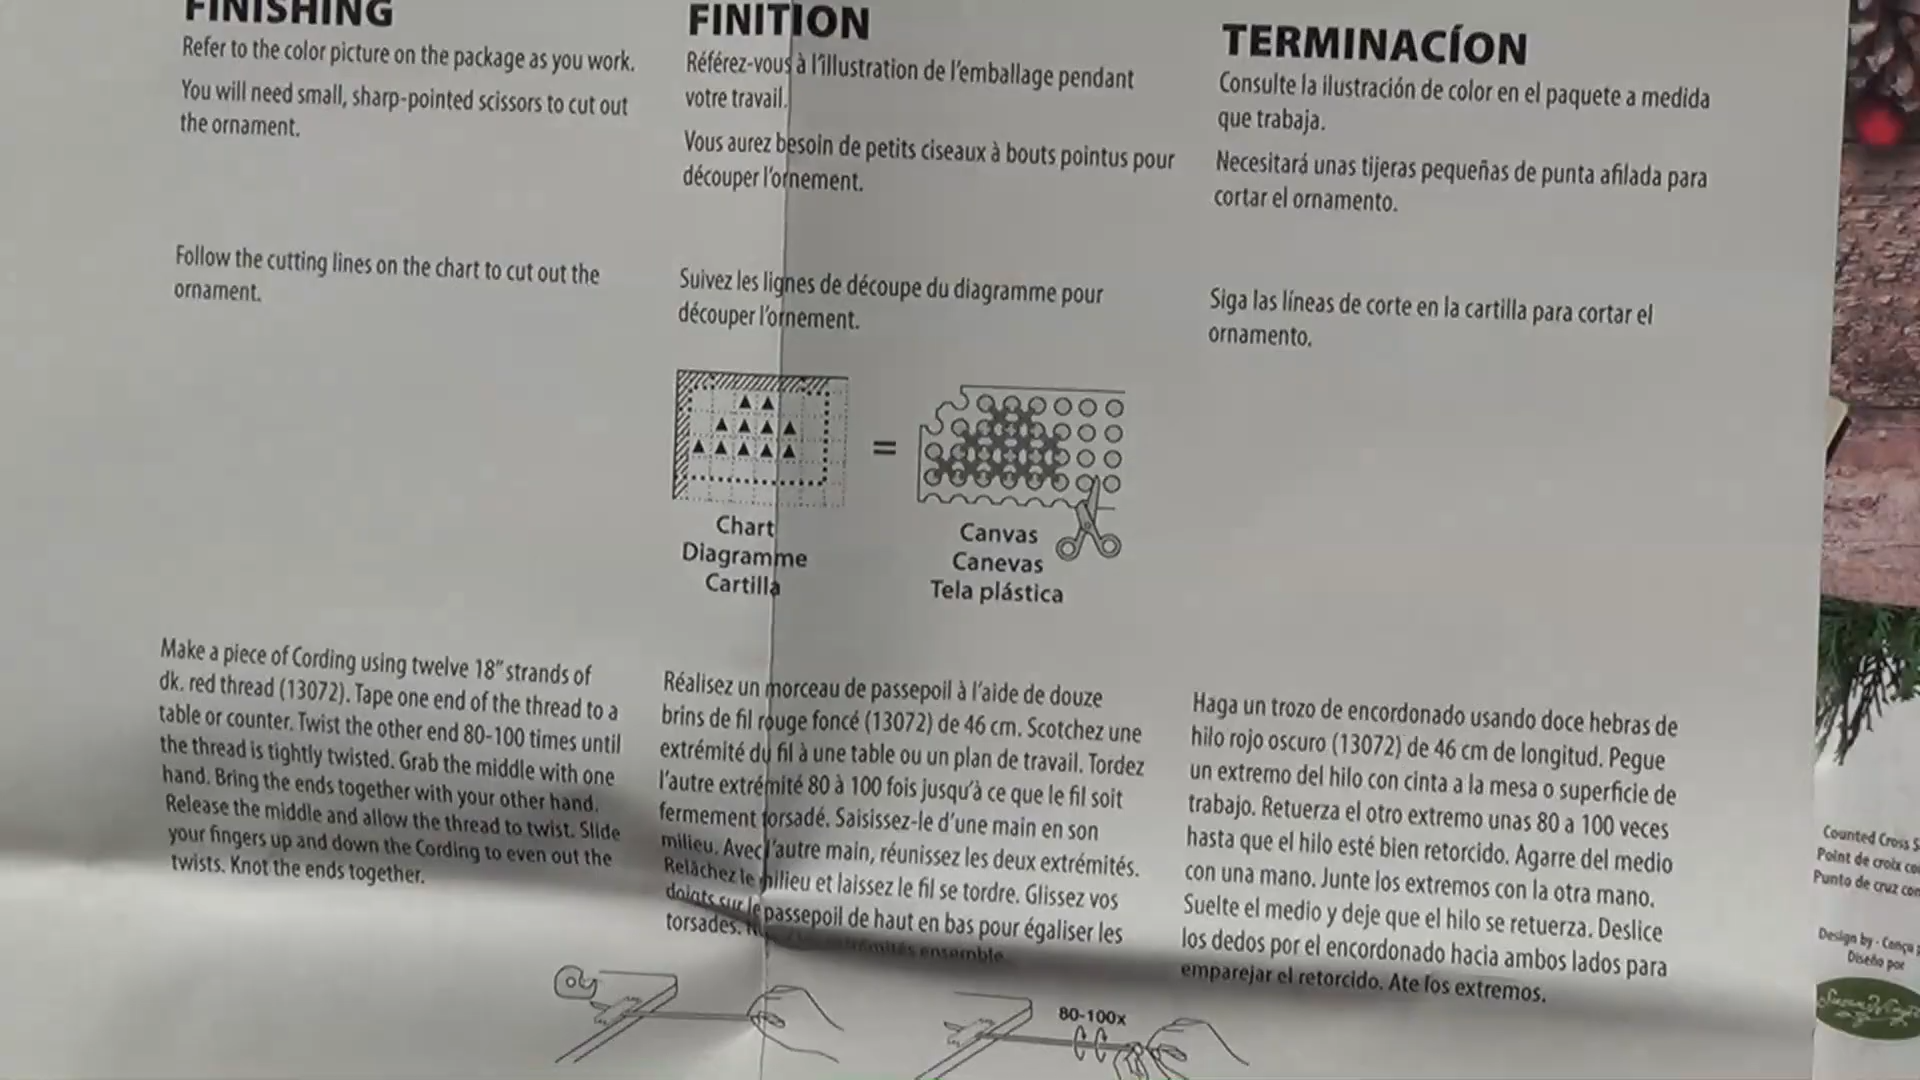 FINISHING
Refer to the color picture on the package as you work.
You will need small, sharp-pointed scissors to cut out
the ornament.
Follow the cutting lines on the chart to cut out the
ornament.
Make a piece of Cording using twelve 18" strands of
dk. red thread (13072). Tape one end of the thread to a
table or counter. Twist the other end 80-100 times until
the thread is tightly twisted. Grab the middle with one
hand. Bring the ends together with your other hand.
Release the middle and allow the thread to twist. Slide
your fingers up and down the Cording to even out the
twists. Knot the ends together.
FINITION
Référez-vous à l'illustration de l'emballage pendant
votre travail.
Vous aurez besoin de petits ciseaux à bouts pointus pour
découper l'ornement.
Suivez les lignes de découpe du diagramme pour
découper l'ornement.
Chart
Diagramme
Cartilla
=
Canvas
Canevas
Tela plástica
Réalisez un morceau de passepoil à l'aide de douze
brins de fil rouge foncé (13072) de 46 cm. Scotchez une
extrémité du fil à une table ou un plan de travail. Tordez
l'autre extrémité 80 à 100 fois jusqu'à ce que le fil soit
fermement torsadé. Saisissez-le d'une main en son
milieu. Avec l'autre main, réunissez les deux extrémités.
Relâchez le milieu et laissez le fil se tordre. Glissez vos
doigts sur le passepoil de haut en bas pour égaliser les
torsades. extrémités ensemble.
TERMINACÍON
Consulte la ilustración de color en el paquete a medida
que trabaja.
Necesitará unas tijeras pequeñas de punta afilada para
cortar el ornamento.
Siga las líneas de corte en la cartilla para cortar el
ornamento.
Haga un trozo de encordonado usando doce hebras de
hilo rojo oscuro (13072) de 46 cm de longitud. Pegue
un extremo del hilo con cinta a la mesa o superficie de
trabajo. Retuerza el otro extremo unas 80 a 100 veces
hasta que el hilo esté bien retorcido. Agarre del medio
con una mano. Junte los extremos con la otra mano.
Suelte el medio y deje que el hilo se retuerza. Deslice
los dedos por el encordonado hacia ambos lados para
emparejar el retorcido. Ate los extremos.
80-100x
Counted Cross S
Point de croix co
Punto de cruz con
Design by - Conçu p
Diseño por